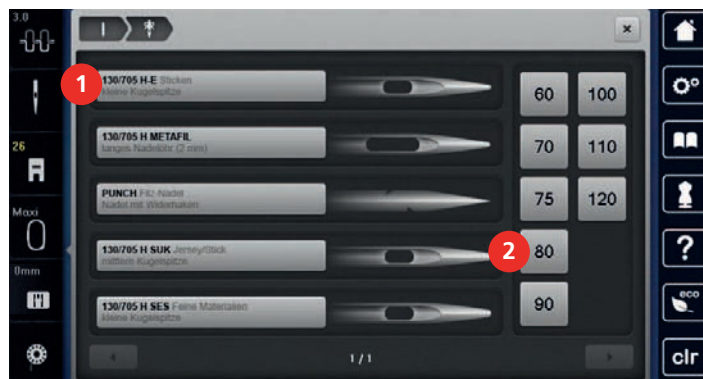 3.0
26
Maxi
0mm
1
130/705 H-E Sticken
kleine Kugelspitze
130/705 H METAFIL
langes Nadelöhr (2 mm)
PUNCH Filz-Nadel
Nadel mit Widerhaken
130/705 H SUK Jersey/Stick
mittlere Kugelspitze
130/705 H SES Feine Materialien
kleine Kugelspitze
60 100
70 110
75 120
2
80
90
1 / 1
?
eco
clr